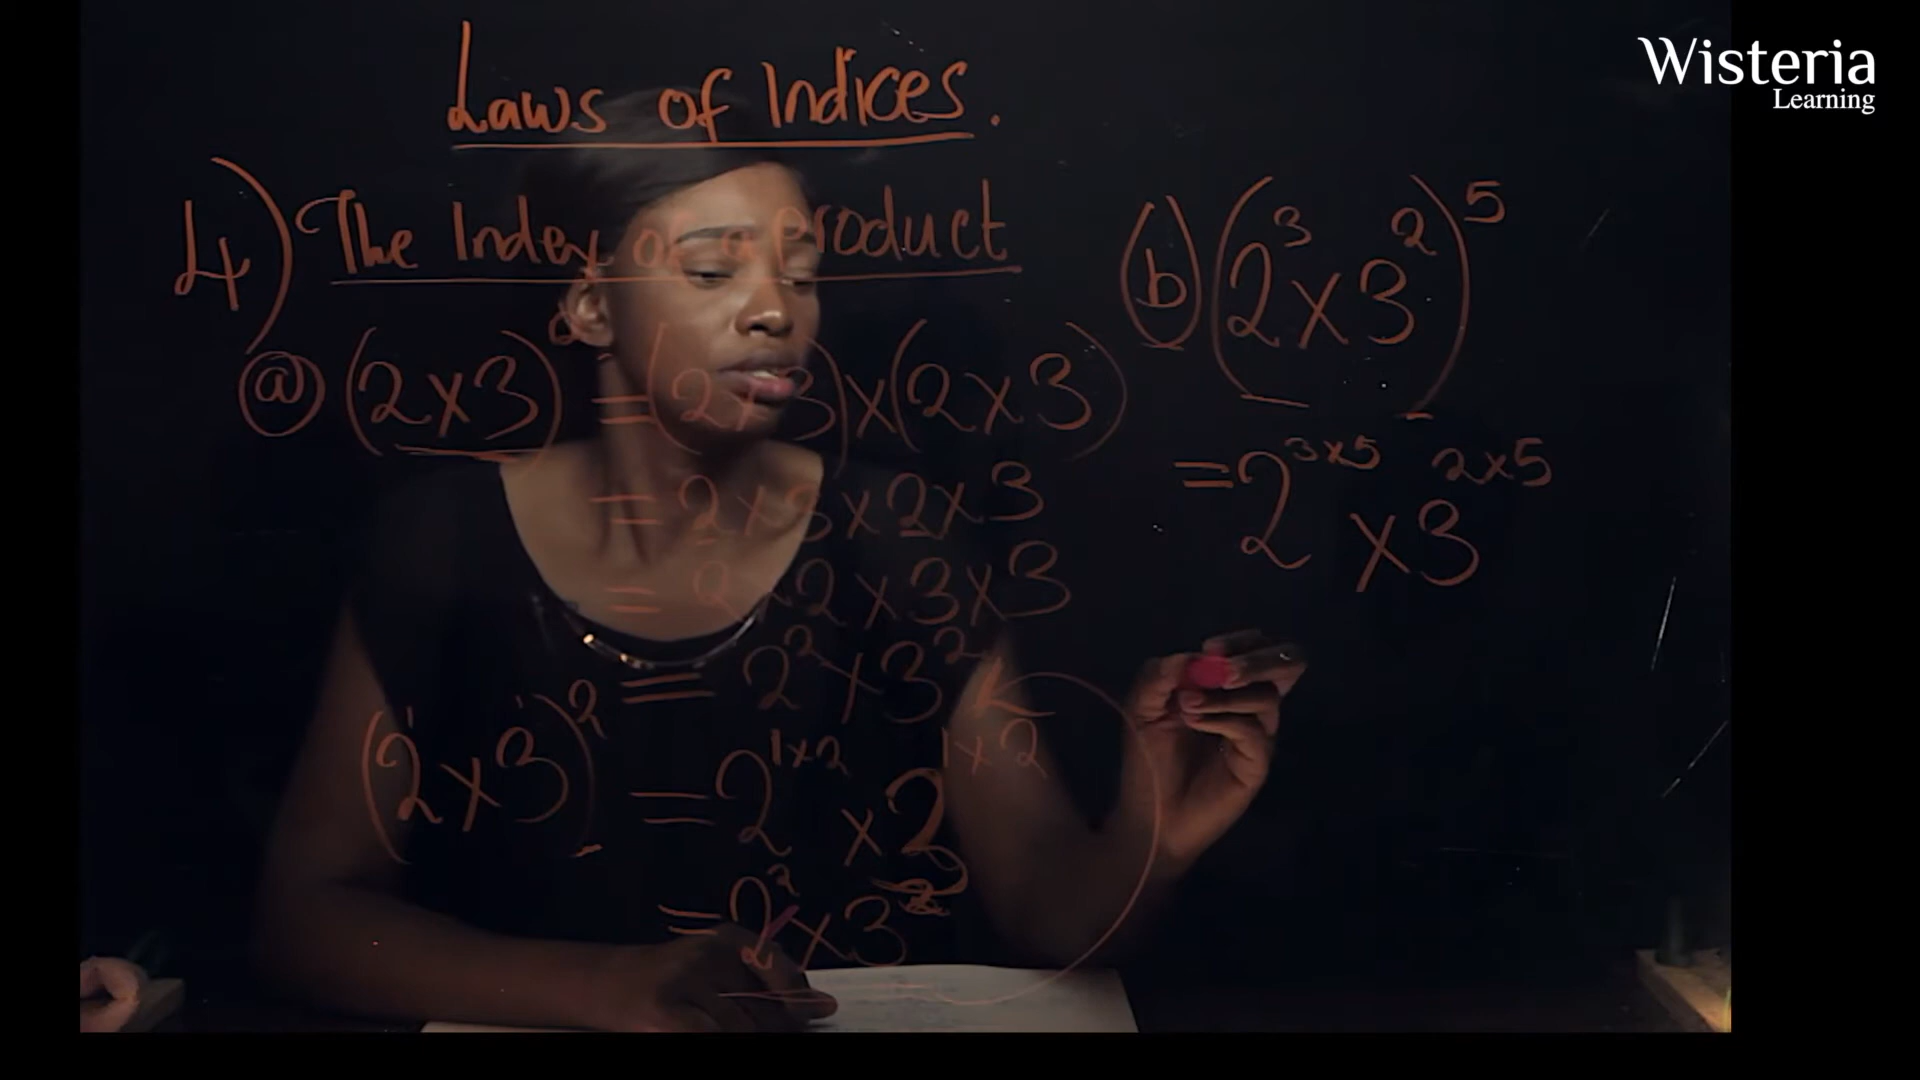 Wisteria
Learning
Laws of Indices.
4) The Index of a product
(a) (2×3)² = (2×3)×(2×3)
= 2×3×2×3
= 2×2×3×3
= 2²×3²
(2¹×3¹)² = 2¹ˣ² ×3¹ˣ²
= 2²×3²
(b) (2³×3²)⁵
= 2³ˣ⁵ ×3²ˣ⁵